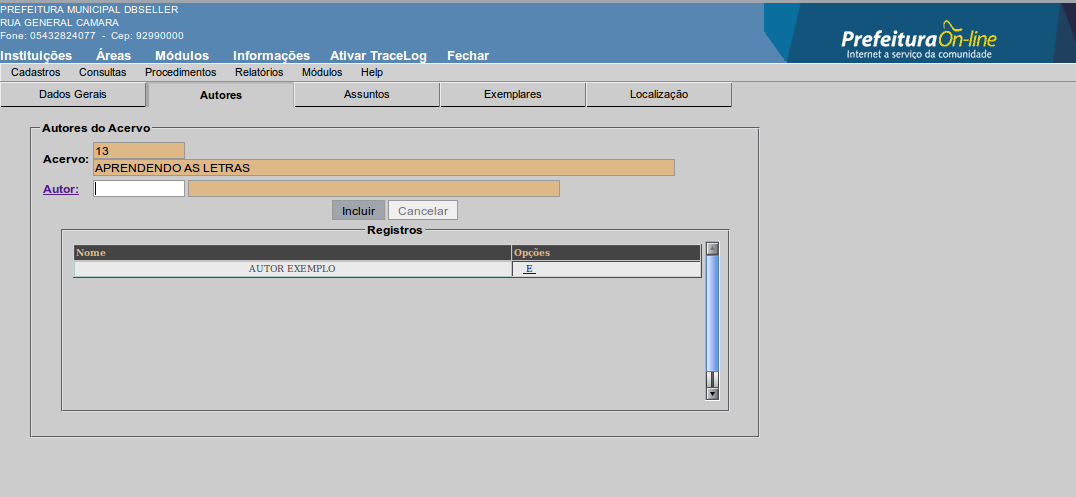 PREFEITURA MUNICIPAL DBSELLER
RUA GENERAL CAMARA
Fone: 05432824077 - Cep: 92990000
PrefeituraOn-line
Internet a serviço da comunidade
Instituições Áreas Módulos Informações Ativar TraceLog Fechar
Cadastros Consultas Procedimentos Relatórios Módulos Help
Dados Gerais Autores Assuntos Exemplares Localização
Autores do Acervo
Acervo: 13
APRENDENDO AS LETRAS
Autor:
Incluir Cancelar
Registros
Nome Opções
AUTOR EXEMPLO E